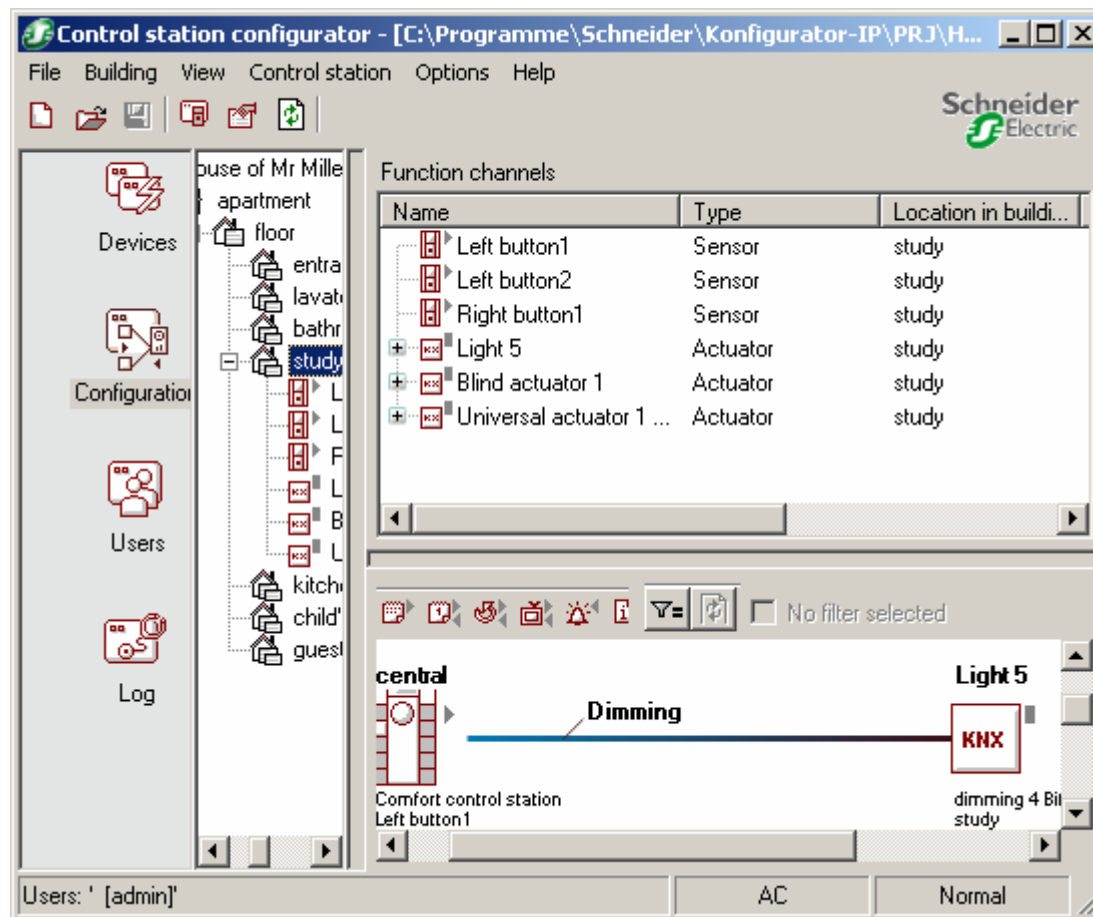 Control station configurator - [C:\Programme\Schneider\Konfigurator-IP\PRJ\H...
File Building View Control station Options Help
Schneider
Electric
Devices
Configuration
Users
Log
ouse of Mr Mille
apartment
floor
entra
lavat
bathr
study
L
L
F
L
B
L
kitch
child'
guest
Function channels
Name Type Location in buildi...
Left button1 Sensor study
Left button2 Sensor study
Right button1 Sensor study
Light 5 Actuator study
Blind actuator 1 Actuator study
Universal actuator 1 ... Actuator study
No filter selected
central
Light 5
Dimming
KNX
Comfort control station
Left button1
dimming 4 Bi
study
Users: ' [admin]'
AC
Normal